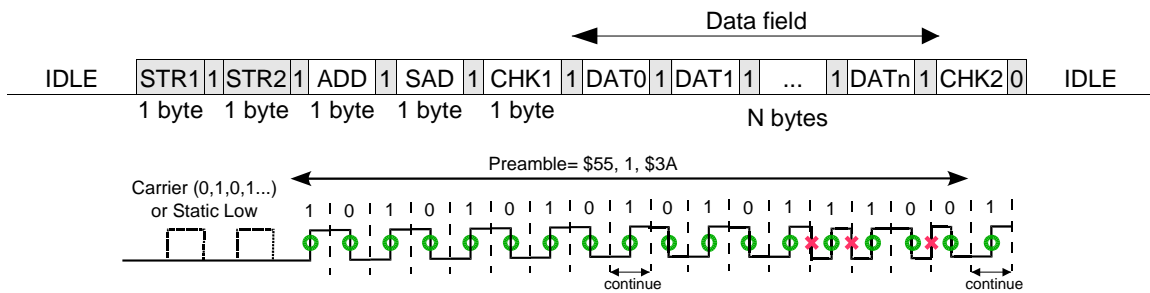 Data field
IDLE STR1 1 STR2 1 ADD 1 SAD 1 CHK1 1 DAT0 1 DAT1 1 ... 1 DATn 1 CHK2 0 IDLE
1 byte 1 byte 1 byte 1 byte 1 byte N bytes
Preamble= $55, 1, $3A
Carrier (0,1,0,1...)
or Static Low
1 0 1 0 1 0 1 0 1 0 1 0 1 1 1 0 0 1
continue continue